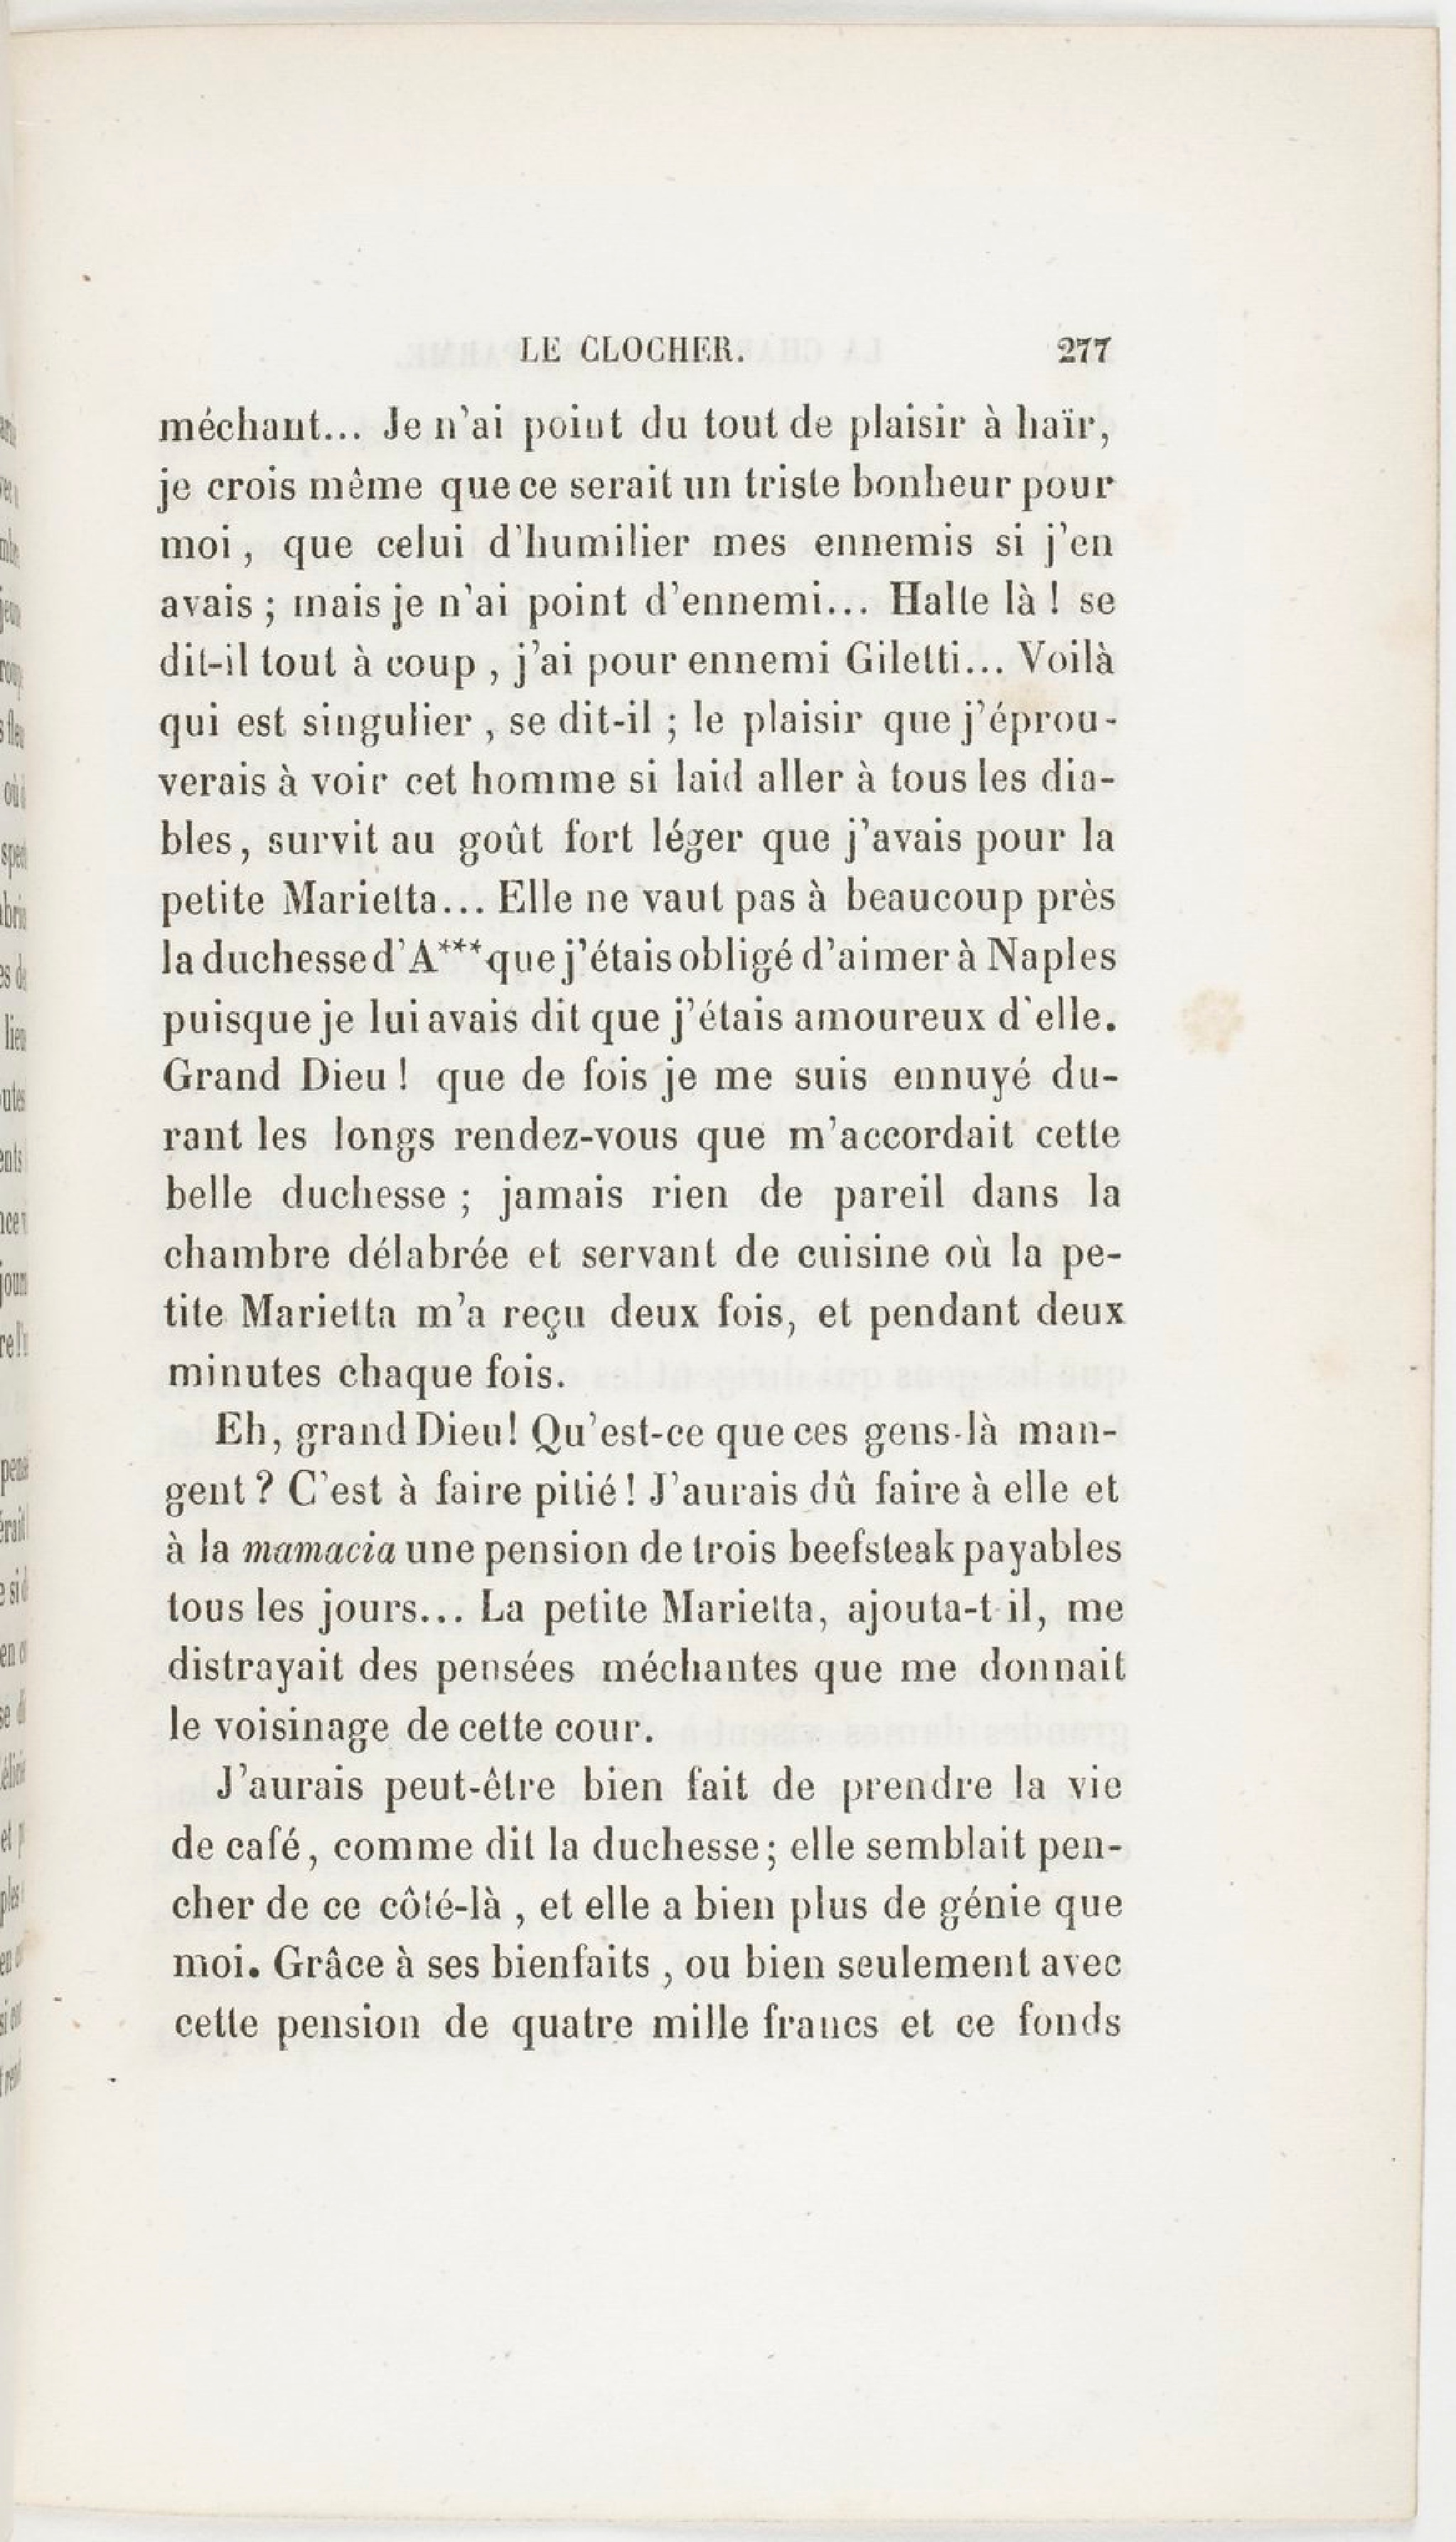 LE CLOCHER. 277
méchant... Je n'ai point du tout de plaisir à haïr,
je crois même que ce serait un triste bonheur pour
moi, que celui d'humilier mes ennemis si j'en
avais ; mais je n'ai point d'ennemi... Halte là ! se
dit-il tout à coup , j'ai pour ennemi Giletti... Voilà
qui est singulier , se dit-il ; le plaisir que j'éprou-
verais à voir cet homme si laid aller à tous les dia-
bles, survit au goût fort léger que j'avais pour la
petite Marietta... Elle ne vaut pas à beaucoup près
la duchesse d'A*** que j'étais obligé d'aimer à Naples
puisque je lui avais dit que j'étais amoureux d'elle.
Grand Dieu ! que de fois je me suis ennuyé du-
rant les longs rendez-vous que m'accordait cette
belle duchesse ; jamais rien de pareil dans la
chambre délabrée et servant de cuisine où la pe-
tite Marietta m'a reçu deux fois, et pendant deux
minutes chaque fois.
Eh, grand Dieu! Qu'est-ce que ces gens-là man-
gent ? C'est à faire pitié ! J'aurais dû faire à elle et
à la mamacia une pension de trois beefsteak payables
tous les jours... La petite Marietta, ajouta-t-il, me
distrayait des pensées méchantes que me donnait
le voisinage de cette cour.
J'aurais peut-être bien fait de prendre la vie
de café, comme dit la duchesse; elle semblait pen-
cher de ce côté-là , et elle a bien plus de génie que
moi. Grâce à ses bienfaits , ou bien seulement avec
cette pension de quatre mille francs et ce fonds